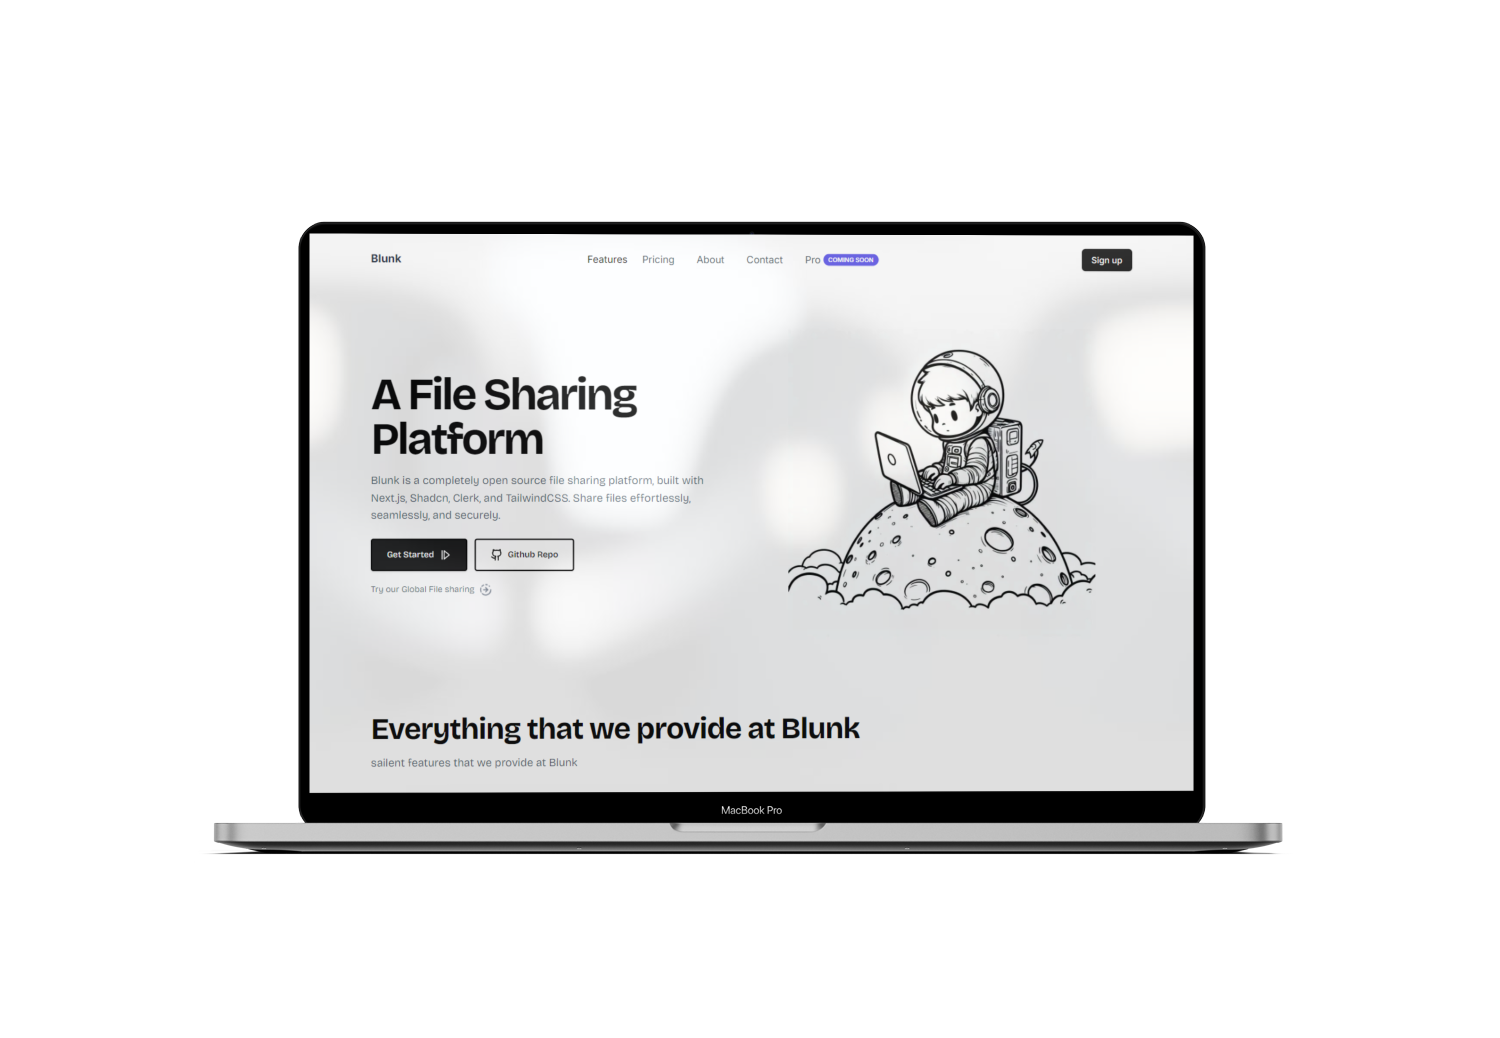 Blunk
Features Pricing About Contact Pro COMING SOON
Sign up
A File Sharing
Platform
Blunk is a completely open source file sharing platform, built with
Next.js, Shadcn, Clerk, and TailwindCSS. Share files effortlessly,
seamlessly, and securely.
Get Started
Github Repo
Try our Global File sharing
Everything that we provide at Blunk
sailent features that we provide at Blunk
MacBook Pro